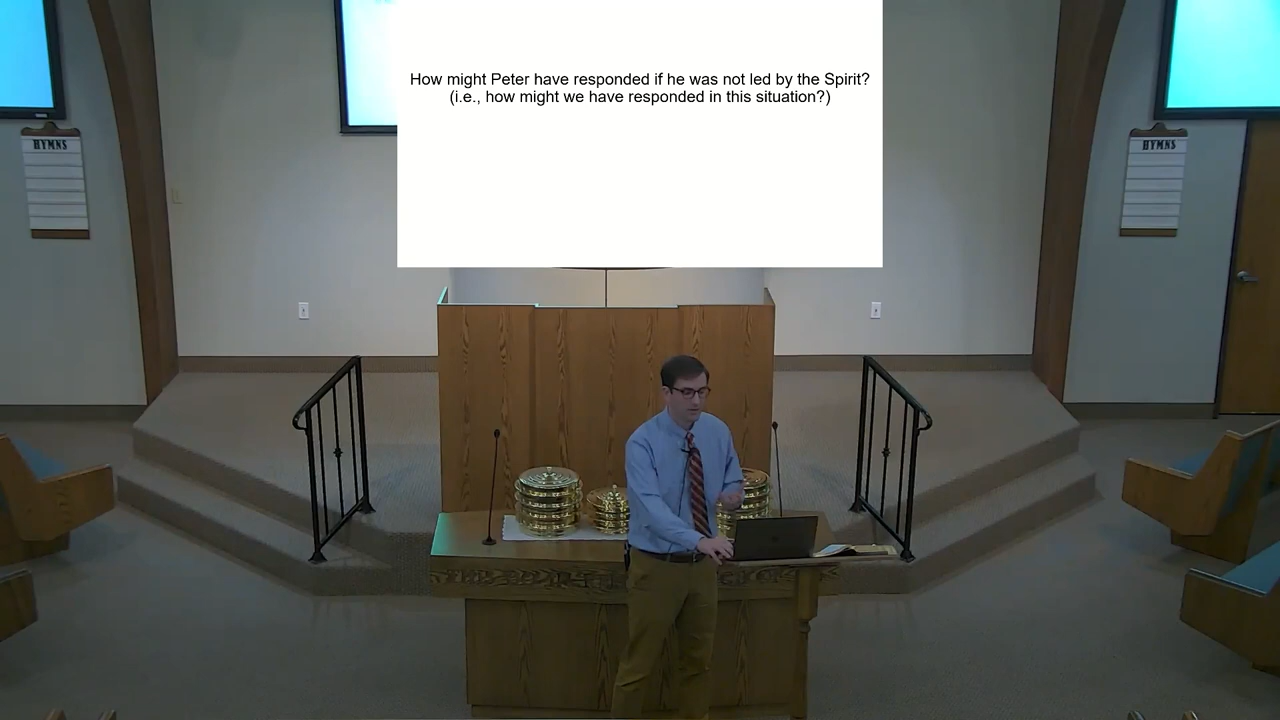 How might Peter have responded if he was not led by the Spirit?
(i.e., how might we have responded in this situation?)
HYMNS
HYMNS